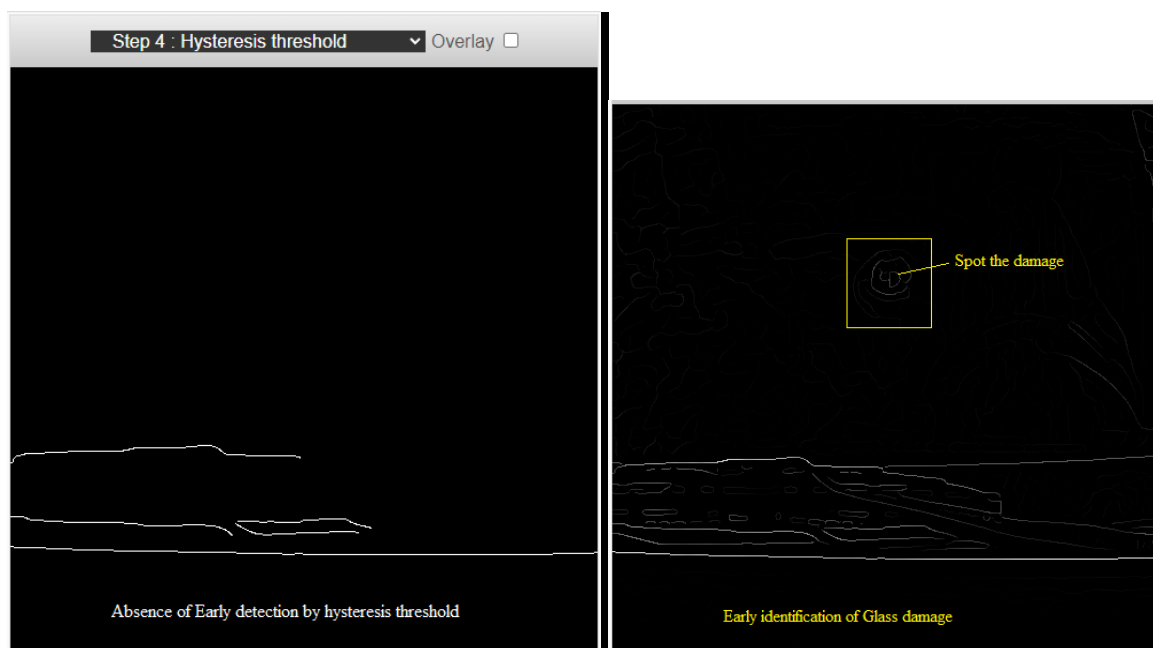 Step 4 : Hysteresis threshold Overlay
Spot the damage
Absence of Early detection by hysteresis threshold
Early identification of Glass damage